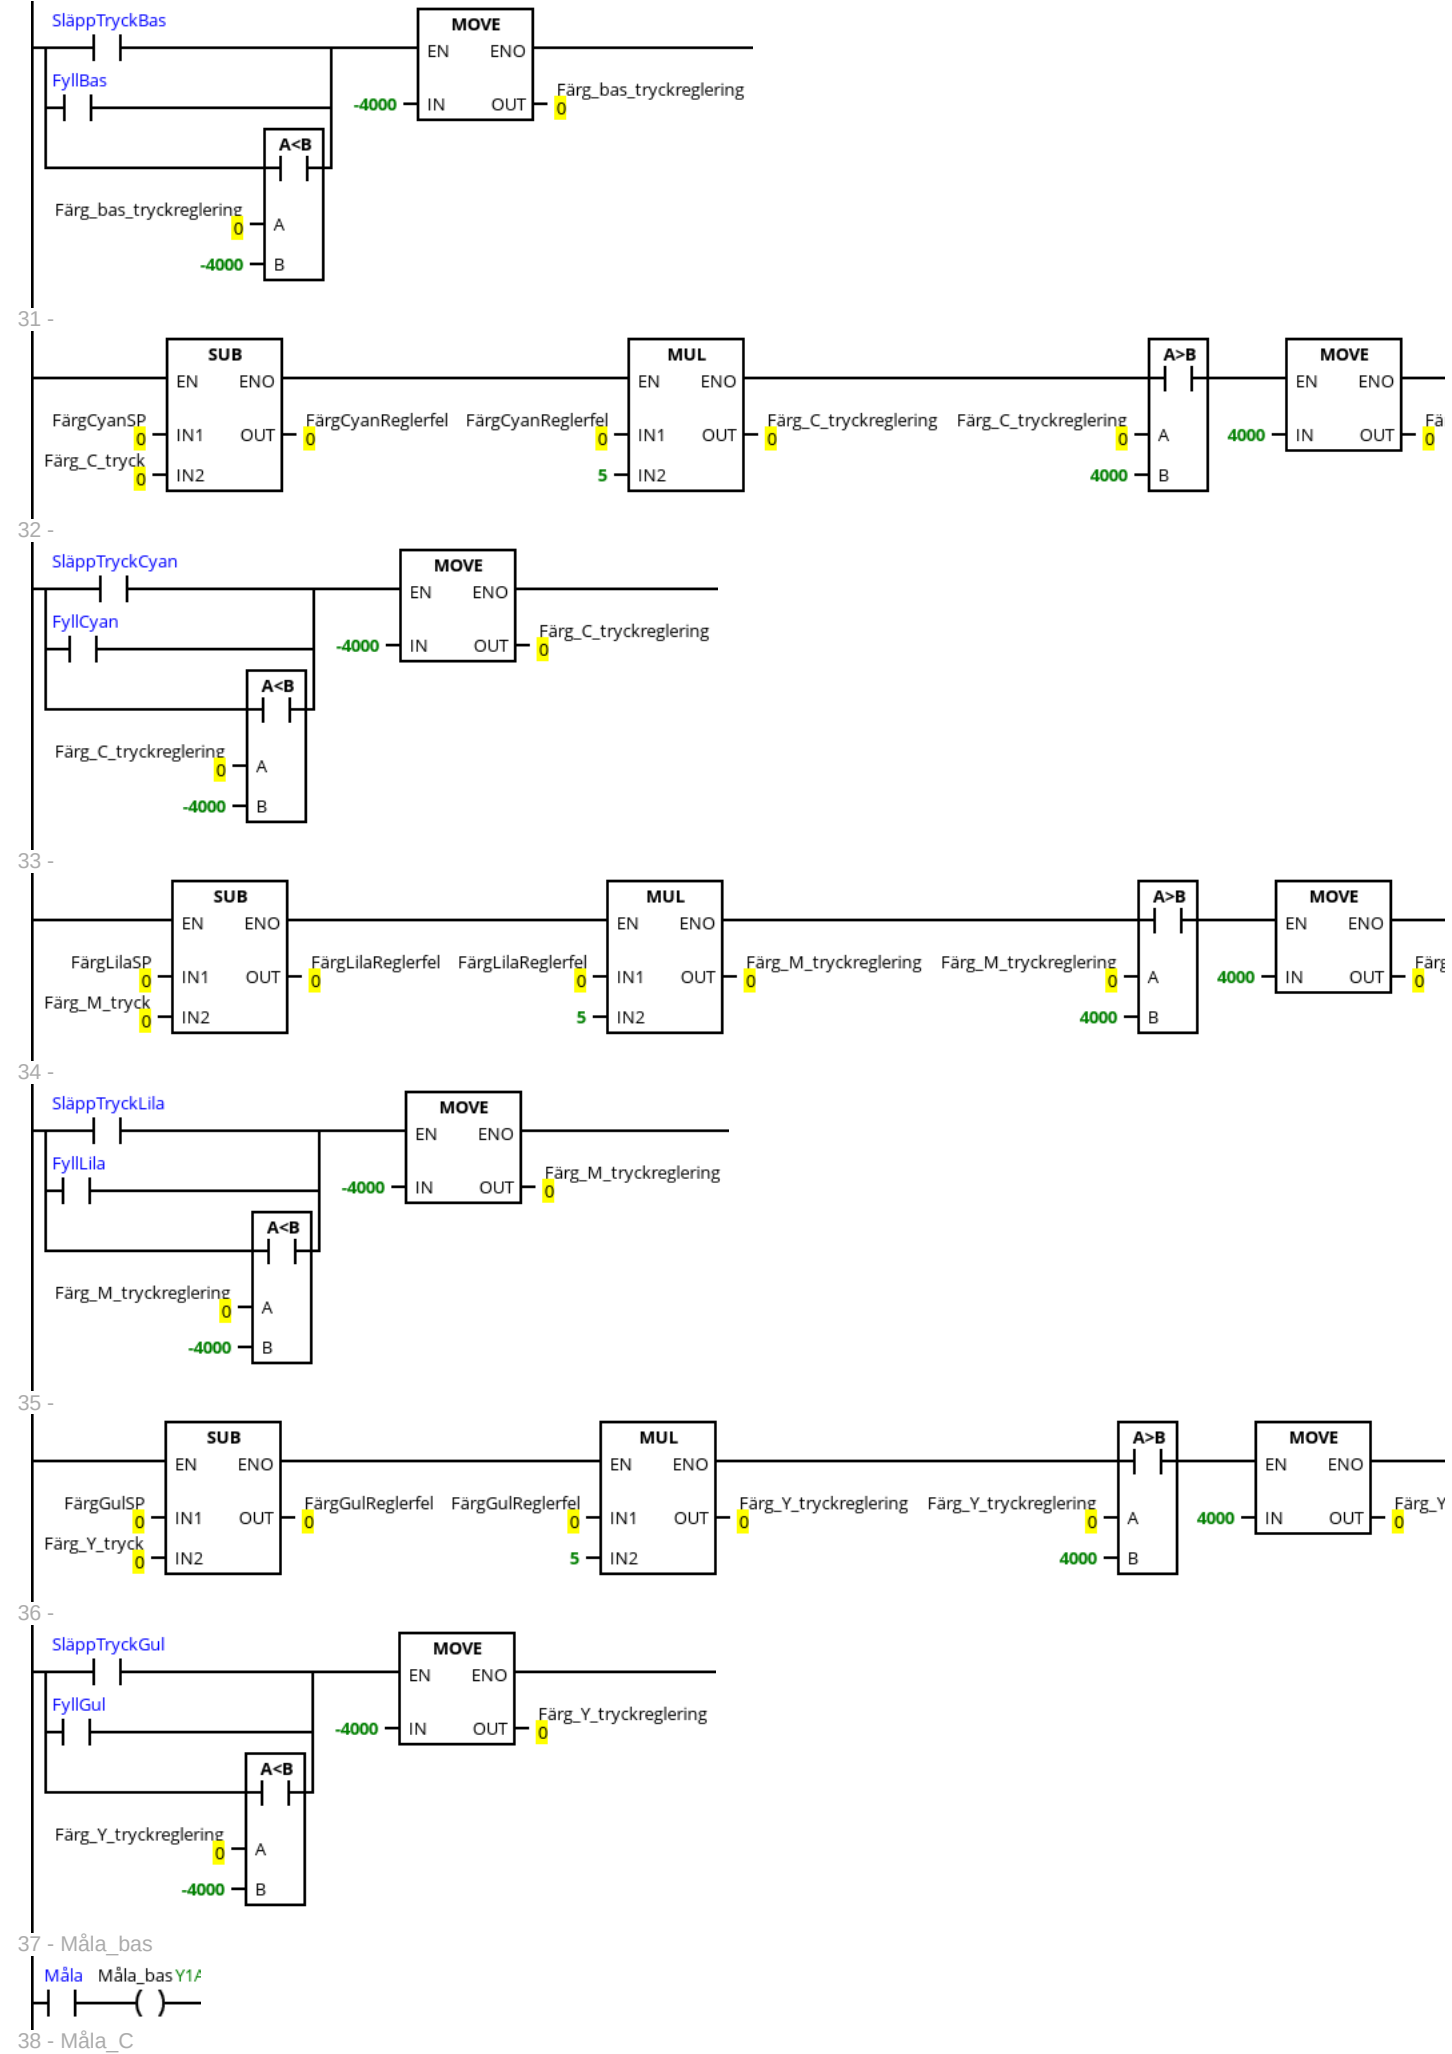 SläppTryckBas
MOVE
EN ENO
FyllBas
Färg_bas_tryckreglering
-4000 IN OUT 0
A<B
Färg_bas_tryckreglering
0 A
-4000 B
31 -
SUB MUL A>B MOVE
EN ENO EN ENO EN ENO
FärgCyanSP FärgCyanReglerfel FärgCyanReglerfel Färg_C_tryckreglering Färg_C_tryckreglering
0 IN1 OUT 0 0 IN1 OUT 0 0 A 4000 IN OUT 0
Färg_C_tryck
0 IN2 5 IN2 4000 B
32 -
SläppTryckCyan
MOVE
EN ENO
FyllCyan
Färg_C_tryckreglering
-4000 IN OUT 0
A<B
Färg_C_tryckreglering
0 A
-4000 B
33 -
SUB MUL A>B MOVE
EN ENO EN ENO EN ENO
FärgLilaSP FärgLilaReglerfel FärgLilaReglerfel Färg_M_tryckreglering Färg_M_tryckreglering
0 IN1 OUT 0 0 IN1 OUT 0 0 A 4000 IN OUT 0
Färg_M_tryck
0 IN2 5 IN2 4000 B
34 -
SläppTryckLila
MOVE
EN ENO
FyllLila
Färg_M_tryckreglering
-4000 IN OUT 0
A<B
Färg_M_tryckreglering
0 A
-4000 B
35 -
SUB MUL A>B MOVE
EN ENO EN ENO EN ENO
FärgGulSP FärgGulReglerfel FärgGulReglerfel Färg_Y_tryckreglering Färg_Y_tryckreglering
0 IN1 OUT 0 0 IN1 OUT 0 0 A 4000 IN OUT 0
Färg_Y_tryck
0 IN2 5 IN2 4000 B
36 -
SläppTryckGul
MOVE
EN ENO
FyllGul
Färg_Y_tryckreglering
-4000 IN OUT 0
A<B
Färg_Y_tryckreglering
0 A
-4000 B
37 - Måla_bas
Måla Måla_bas
38 - Måla_C